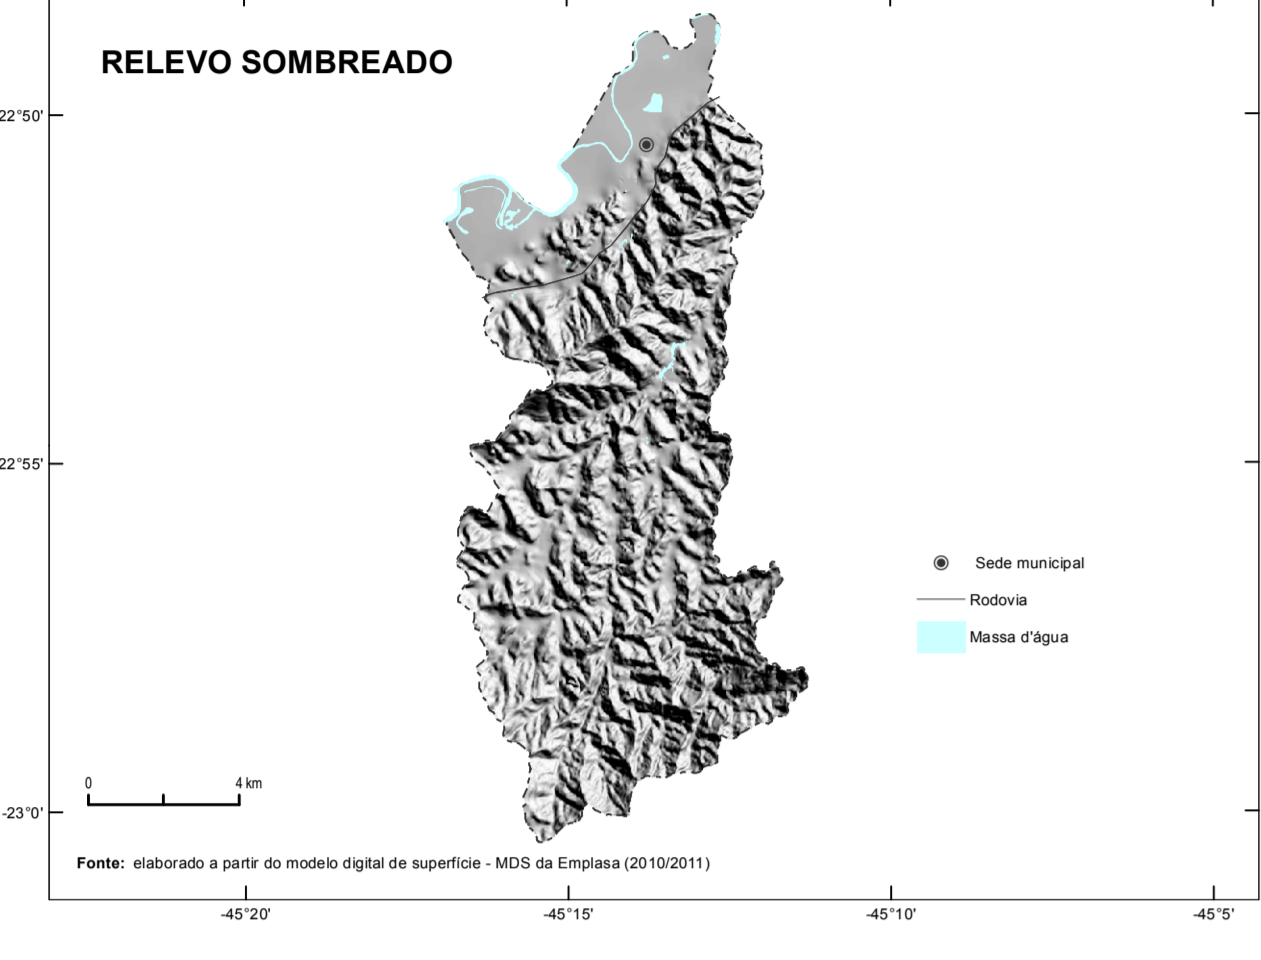 RELEVO SOMBREADO
22°50'
22°55'
Sede municipal
Rodovia
Massa d'água
0 4 km
-23°0'
Fonte: elaborado a partir do modelo digital de superfície - MDS da Emplasa (2010/2011)
-45°20' -45°15' -45°10' -45°5'